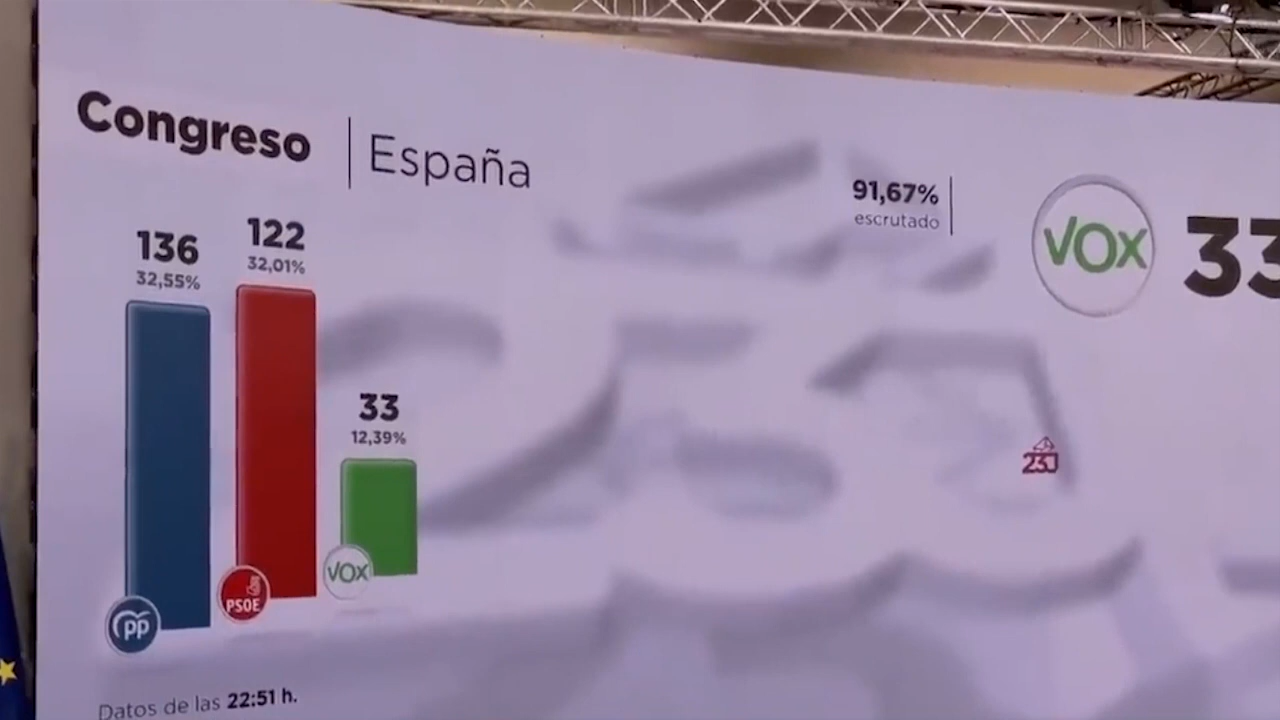 Congreso
España
91,67%
escrutado
VOX
33
136
32,55%
122
32,01%
33
12,39%
PP
PSOE
VOX
23J
Datos de las 22:51 h.